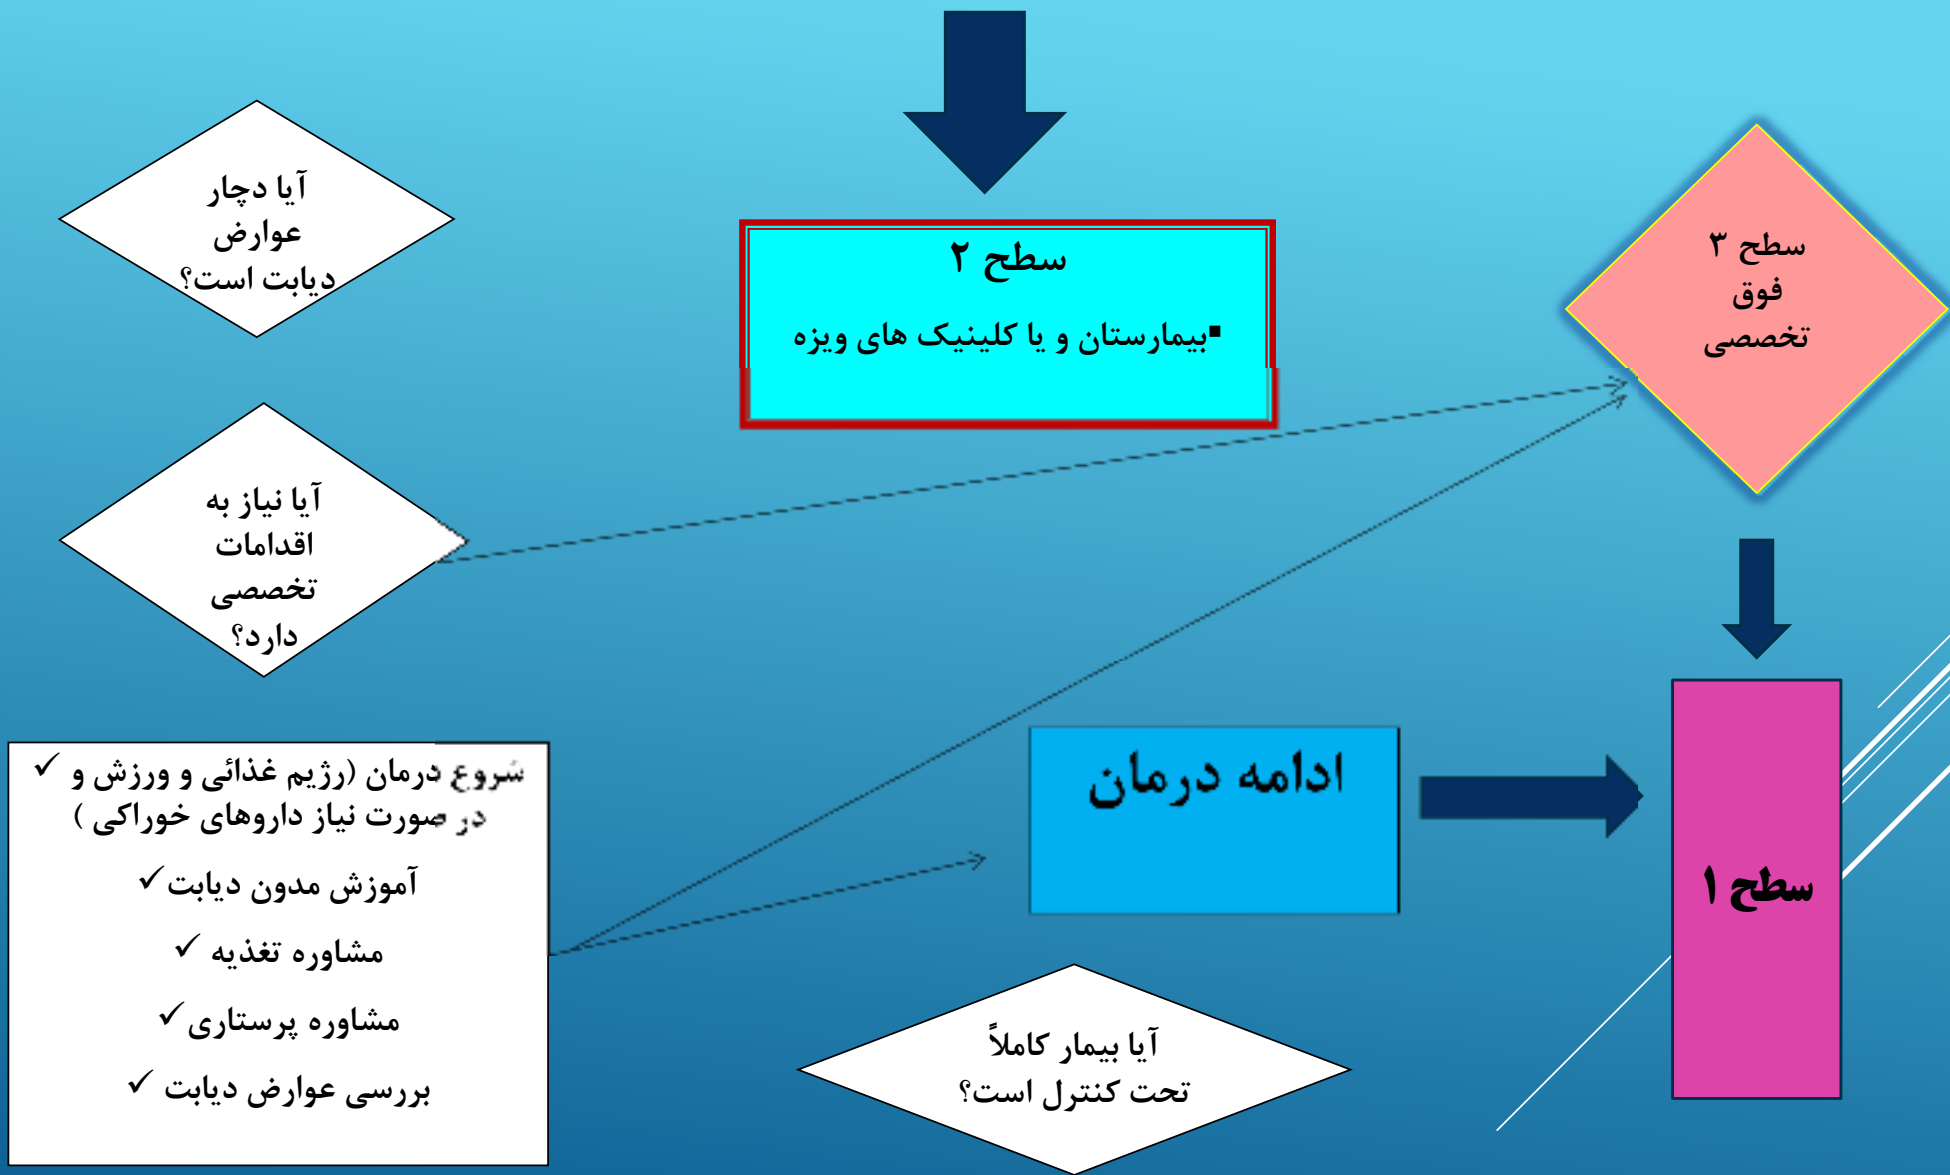 آیا دچار
عوارض
دیابت است؟
سطح ۲
▪بیمارستان و یا کلینیک های ویزه
سطح ۳
فوق
تخصصی
آیا نیاز به
اقدامات
تخصصی
دارد؟
✓ شروع درمان (رژیم غذائی و ورزش و
در صورت نیاز داروهای خوراکی )
✓ آموزش مدون دیابت
✓ مشاوره تغذیه
✓ مشاوره پرستاری
✓ بررسی عوارض دیابت
ادامه درمان
سطح ۱
آیا بیمار کاملاً
تحت کنترل است؟